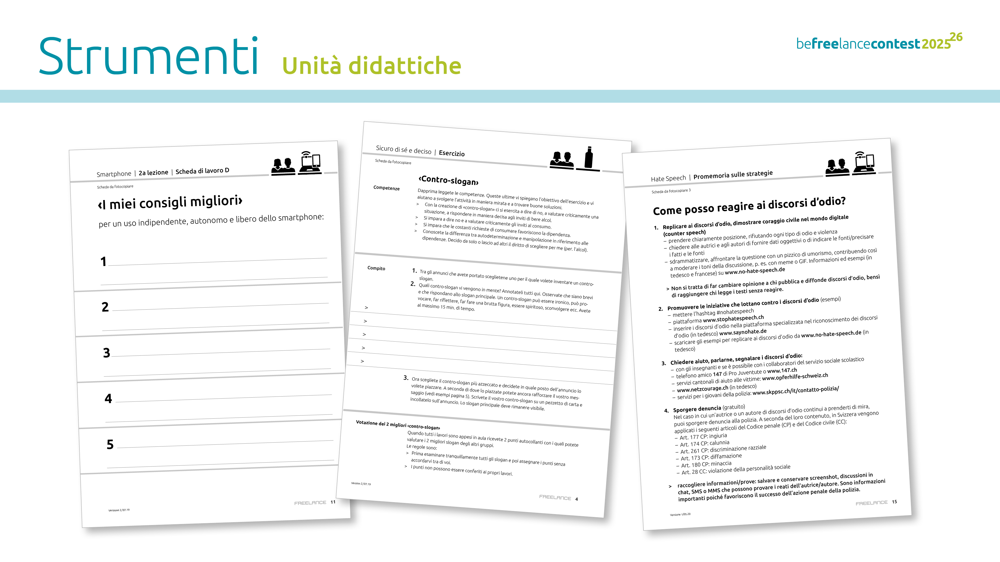 Strumenti Unità didattiche
befreelancecontest 2025 26
Smartphone | 2a lezione | Scheda di lavoro D
Scheda da fotocopiare
‹I miei consigli migliori›
per un uso indipendente, autonomo e libero dello smartphone:
1
2
3
4
5
Versione 2/07.19
FREELANCE 11
Sicuro di sé e deciso | Esercizio
Scheda da fotocopiare
‹Contro-slogan›
Competenze
Dapprima leggete le competenze. Queste ultime vi spiegano l'obiettivo dell'esercizio e vi
aiutano a svolgere l'attività in maniera mirata e a trovare buone soluzioni.
> Con la creazione di «contro-slogan» ci si esercita a dire di no, a valutare criticamente una
situazione, a rispondere in maniera decisa agli inviti di bere alcol.
> Si impara a dire no e a valutare criticamente gli inviti al consumo.
> Si impara che le costanti richieste di consumare favoriscono la dipendenza.
> Conoscete la differenza tra autodeterminazione e manipolazione in riferimento alle
dipendenze. Decido da solo o lascio ad altri il diritto di scegliere per me (per. l'alcol).
Compito
1. Tra gli annunci che avete portato sceglietene uno per il quale volete inventare un contro-
slogan.
2. Quali contro-slogan vi vengono in mente? Annotateli tutti qui. Osservate che siano brevi
e che rispondano allo slogan principale. Un contro-slogan può essere ironico, può pro-
vocare, far riflettere, far fare una brutta figura, essere spiritoso, sconvolgere ecc. Avete
al massimo 15 min. di tempo.
>
>
>
>
>
3. Ora scegliete il contro-slogan più azzeccato e decidete in quale posto dell'annuncio lo
volete piazzare. A seconda di dove lo piazzate potete ancora rafforzare il vostro mes-
saggio (vedi esempi pagina 5). Scrivete il vostro contro-slogan su un pezzetto di carta e
incollatelo sull'annuncio. Lo slogan principale deve rimanere visibile.
Votazione dei 2 migliori ‹contro-slogan›
Quando tutti i lavori sono appesi in aula ricevete 2 punti autocollanti con i quali potete
valutare i 2 migliori slogan degli altri gruppi.
Le regole sono:
> Prima esaminare tranquillamente tutti gli slogan e poi assegnare i punti senza
accordarvi tra di voi.
> I punti non possono essere conferiti ai propri lavori.
Version 2/07.19
FREELANCE 4
Hate Speech | Promemoria sulle strategie
Scheda da fotocopiare 3
Come posso reagire ai discorsi d'odio?
1. Replicare ai discorsi d'odio, dimostrare coraggio civile nel mondo digitale
(counter speech)
– prendere chiaramente posizione, rifiutando ogni tipo di odio e violenza
– chiedere alle autrici e agli autori di fornire dati oggettivi o di indicare le fonti/precisare
i fatti e le fonti
– sdrammatizzare, affrontare la questione con un pizzico di umorismo, contribuendo così
a moderare i toni della discussione, p. es. con meme o GIF. Informazioni ed esempi (in
tedesco e francese) su www.no-hate-speech.de
> Non si tratta di far cambiare opinione a chi pubblica e diffonde discorsi d'odio, bensì
di raggiungere chi legge i testi senza reagire.
2. Promuovere le iniziative che lottano contro i discorsi d'odio (esempi)
– mettere l'hashtag #nohatespeech
– piattaforma www.stophatespeech.ch
– inserire i discorsi d'odio nella piattaforma specializzata nel riconoscimento dei discorsi
d'odio (in tedesco) www.saynohate.de
– scaricare gli esempi per replicare ai discorsi d'odio da www.no-hate-speech.de (in
tedesco)
3. Chiedere aiuto, parlarne, segnalare i discorsi d'odio:
– con gli insegnanti e se è possibile con i collaboratori del servizio sociale scolastico
– telefono amico 147 di Pro Juventute o www.147.ch
– servizi cantonali di aiuto alle vittime: www.opferhilfe-schweiz.ch
– www.netzcourage.ch (in tedesco)
– servizi per i giovani della polizia: www.skppsc.ch/it/contatto-polizia/
4. Sporgere denuncia (gratuito)
Nel caso in cui un'autrice o un autore di discorsi d'odio continui a prenderti di mira,
puoi sporgere denuncia alla polizia. A seconda del loro contenuto, in Svizzera vengono
applicati i seguenti articoli del Codice penale (CP) e del Codice civile (CC):
– Art. 177 CP: ingiuria
– Art. 174 CP: calunnia
– Art. 261 CP: discriminazione razziale
– Art. 173 CP: diffamazione
– Art. 180 CP: minaccia
– Art. 28 CC: violazione della personalità sociale
> raccogliere informazioni/prove: salvare e conservare screenshot, discussioni in
chat, SMS o MMS che possono provare i reati dell'autrice/autore. Sono informazioni
importanti poiché favoriscono il successo dell'azione penale della polizia.
Versione 1/05.20
FREELANCE 15